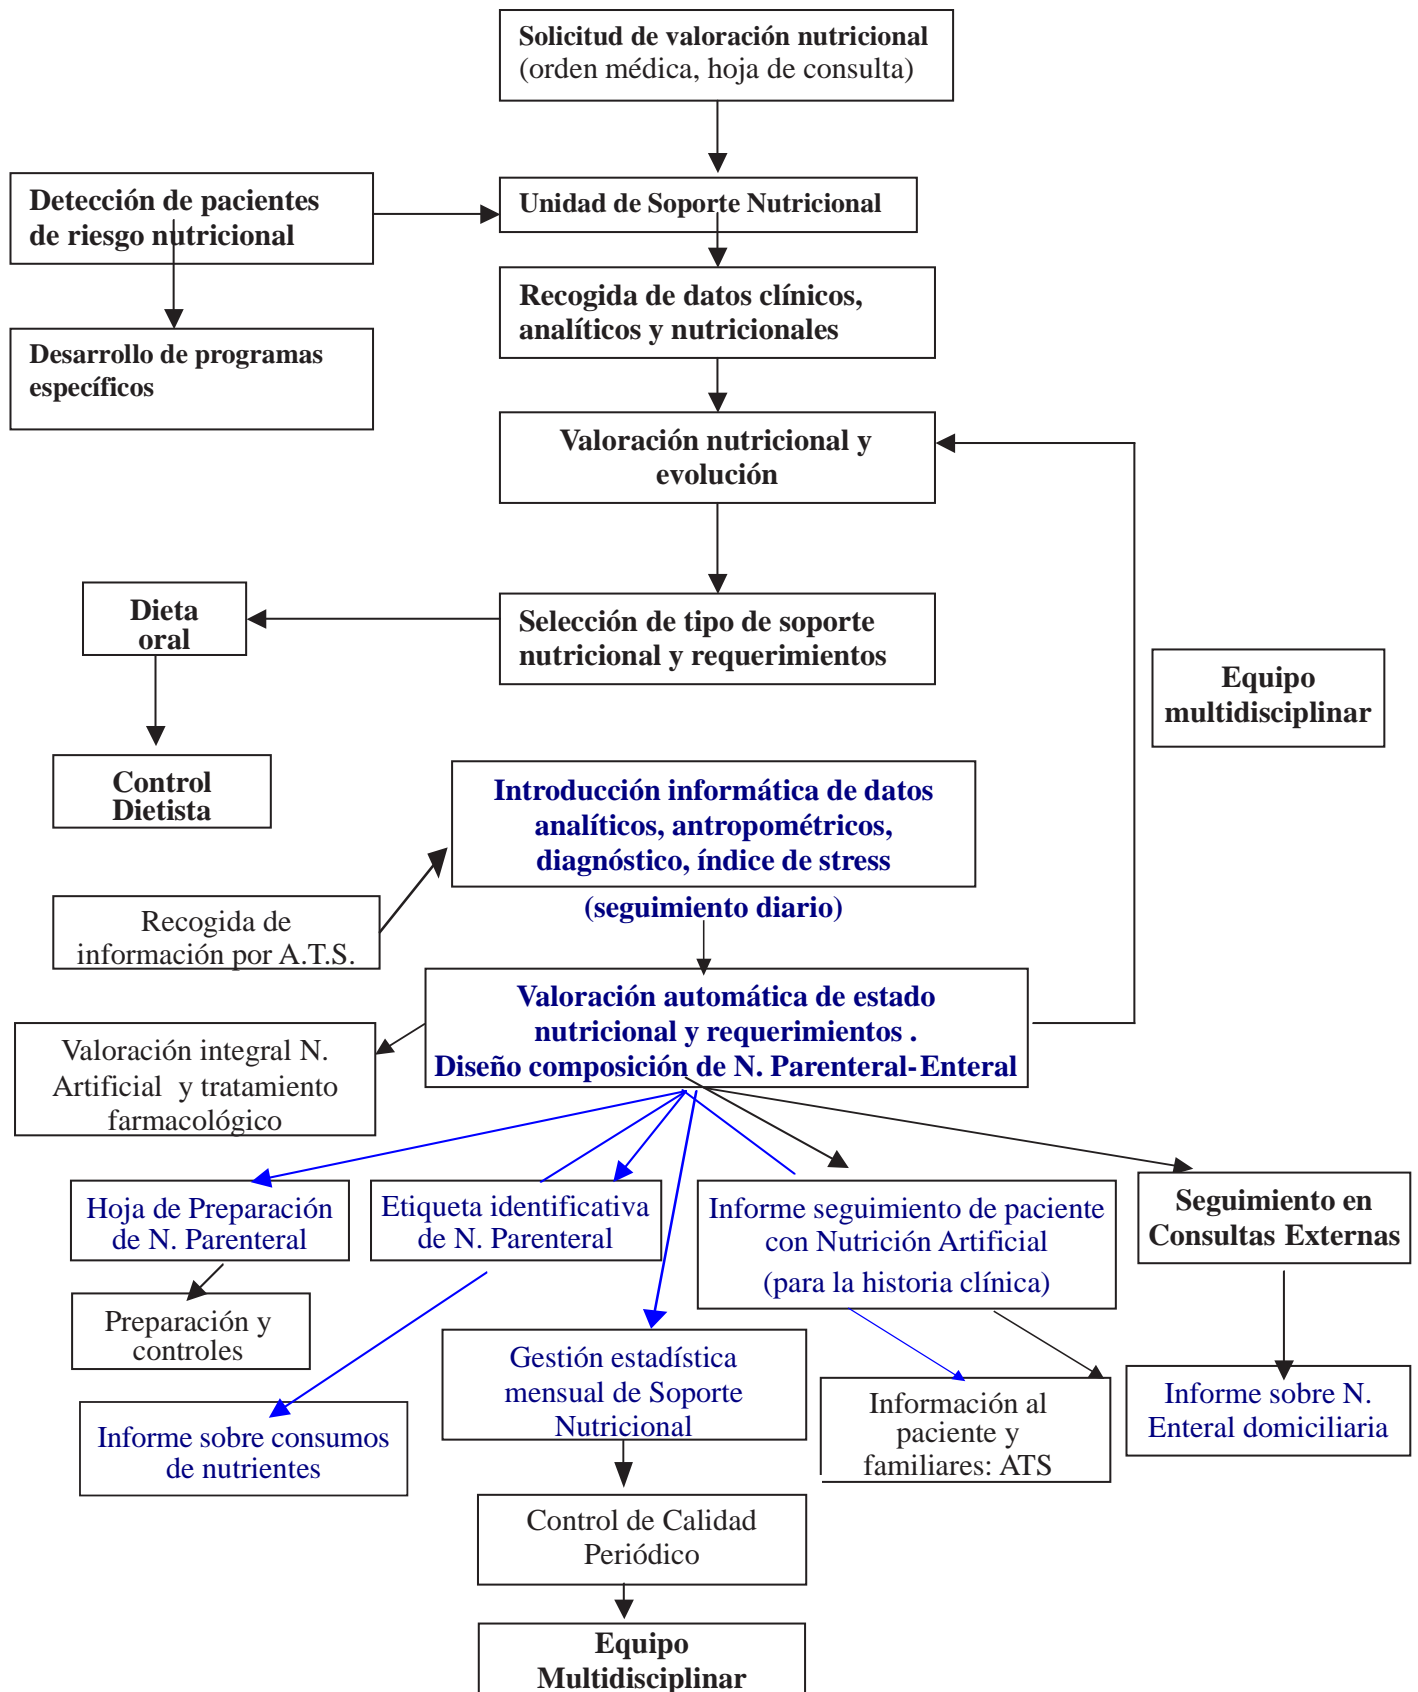 Solicitud de valoración nutricional
(orden médica, hoja de consulta)
Detección de pacientes
de riesgo nutricional
Unidad de Soporte Nutricional
Recogida de datos clínicos,
analíticos y nutricionales
Desarrollo de programas
específicos
Valoración nutricional y
evolución
Dieta
oral
Selección de tipo de soporte
nutricional y requerimientos
Equipo
multidisciplinar
Control
Dietista
Introducción informática de datos
analíticos, antropométricos,
diagnóstico, índice de stress
(seguimiento diario)
Recogida de
información por A.T.S.
Valoración automática de estado
nutricional y requerimientos .
Diseño composición de N. Parenteral-Enteral
Valoración integral N.
Artificial y tratamiento
farmacológico
Hoja de Preparación
de N. Parenteral
Etiqueta identificativa
de N. Parenteral
Informe seguimiento de paciente
con Nutrición Artificial
(para la historia clínica)
Seguimiento en
Consultas Externas
Preparación y
controles
Gestión estadística
mensual de Soporte
Nutricional
Información al
paciente y
familiares: ATS
Informe sobre N.
Enteral domiciliaria
Informe sobre consumos
de nutrientes
Control de Calidad
Periódico
Equipo
Multidisciplinar